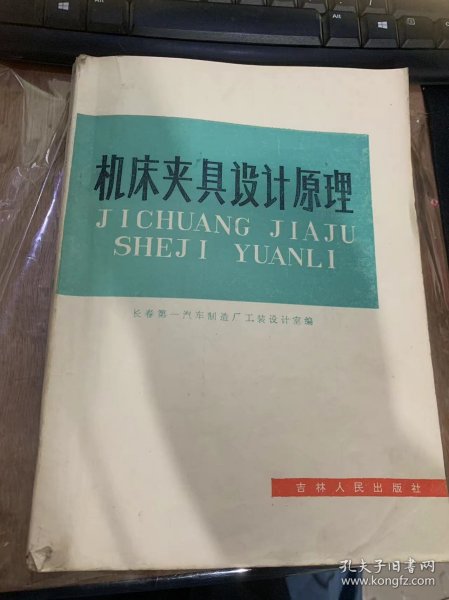 机床夹具设计原理
JICHUANG JIAJU
SHEJI YUANLI
长春第一汽车制造厂工装设计室编
吉林人民出版社
孔夫子旧书网
www.kongfz.com